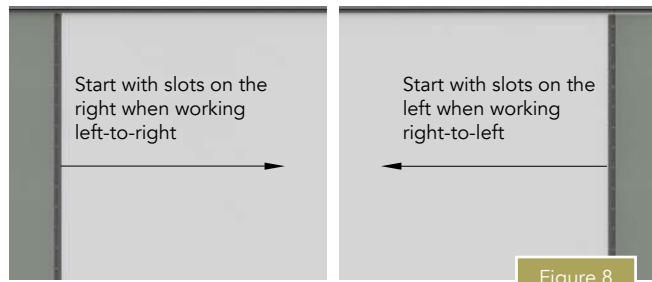 Start with slots on the
right when working
left-to-right
Start with slots on the
left when working
right-to-left
Figure 8